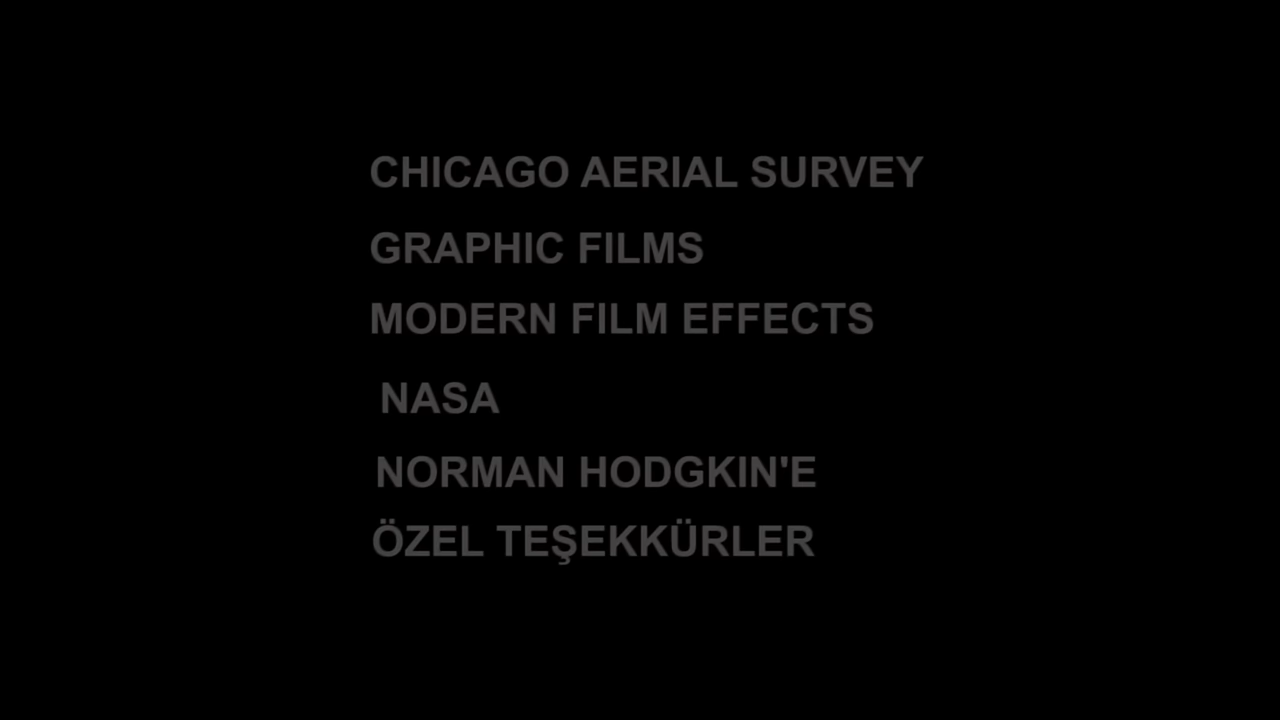 CHICAGO AERIAL SURVEY
GRAPHIC FILMS
MODERN FILM EFFECTS
NASA
NORMAN HODGKIN'E
ÖZEL TEŞEKKÜRLER